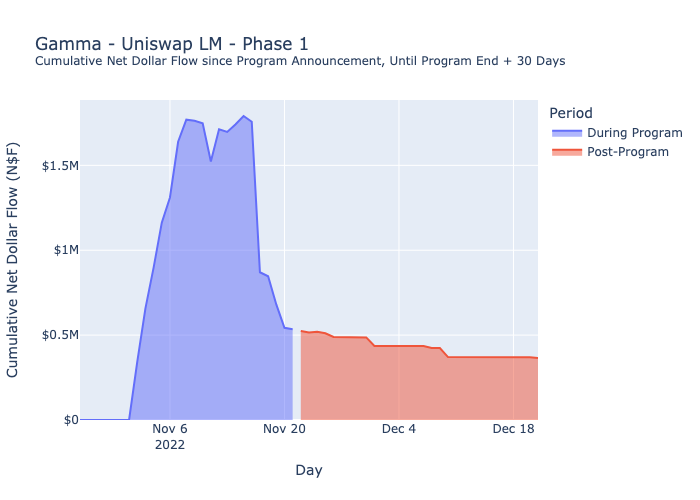 Gamma - Uniswap LM - Phase 1
Cumulative Net Dollar Flow since Program Announcement, Until Program End + 30 Days
Period
During Program
Post-Program
Cumulative Net Dollar Flow (N$F)
$1.5M
$1M
$0.5M
$0
Nov 6
2022
Nov 20
Dec 4
Dec 18
Day